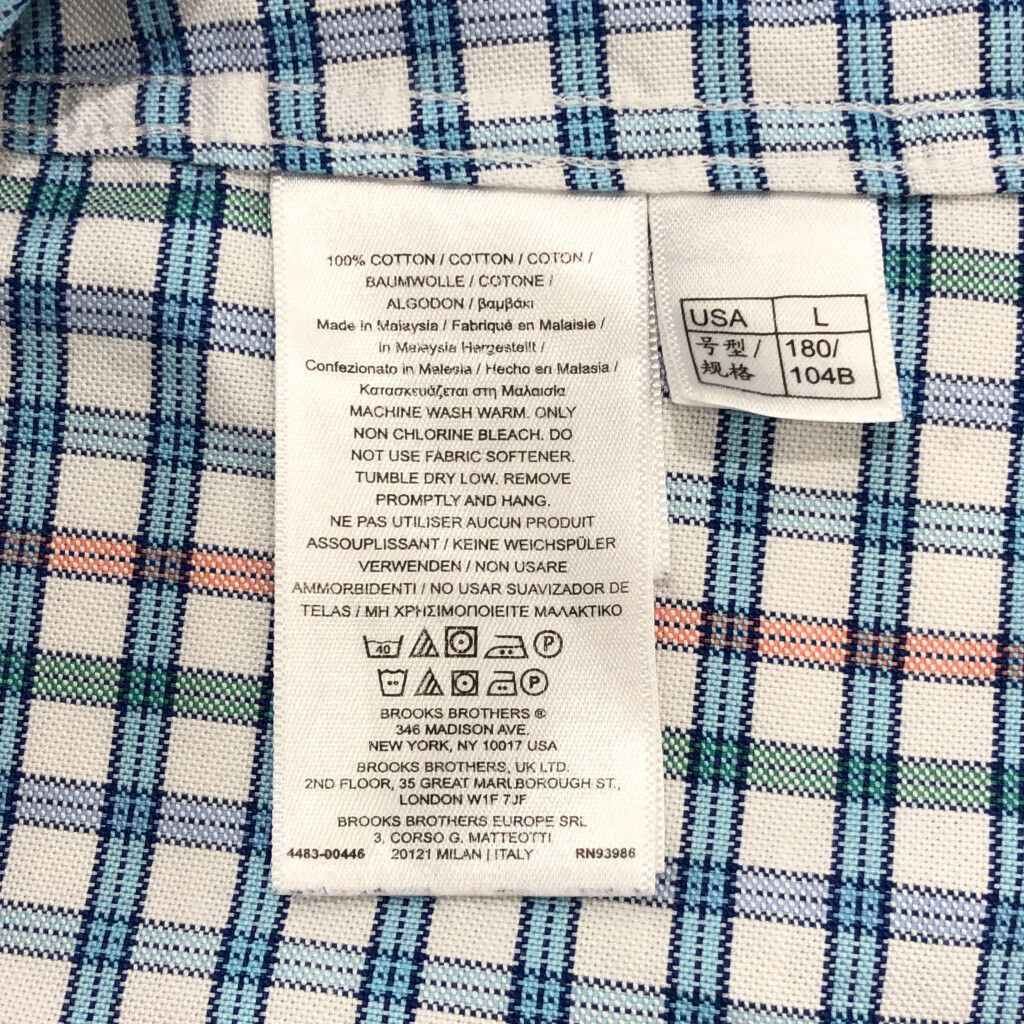 100% COTTON / COTTON / COTON /
BAUMWOLLE / COTONE /
ALGODON / βαμβάκι
Made in Malaysia / Fabriqué en Malaisie /
in Malaysia Hergestellt /
Confezionato in Malesia / Hecho en Malasia /
Κατασκευάζεται στη Μαλαισία
MACHINE WASH WARM. ONLY
NON CHLORINE BLEACH. DO
NOT USE FABRIC SOFTENER.
TUMBLE DRY LOW. REMOVE
PROMPTLY AND HANG.
NE PAS UTILISER AUCUN PRODUIT
ASSOUPLISSANT / KEINE WEICHSPÜLER
VERWENDEN / NON USARE
AMMORBIDENTI / NO USAR SUAVIZADOR DE
TELAS / ΜΗ ΧΡΗΣΙΜΟΠΟΙΕΙΤΕ ΜΑΛΑΚΤΙΚΟ
40 P
P
BROOKS BROTHERS ®
346 MADISON AVE.
NEW YORK, NY 10017 USA
BROOKS BROTHERS, UK LTD.
2ND FLOOR, 35 GREAT MARLBOROUGH ST.,
LONDON W1F 7JF
BROOKS BROTHERS EUROPE SRL
3, CORSO G. MATTEOTTI
4483-00446 20121 MILAN | ITALY RN93986
USA L
号型/ 180/
规格 104B